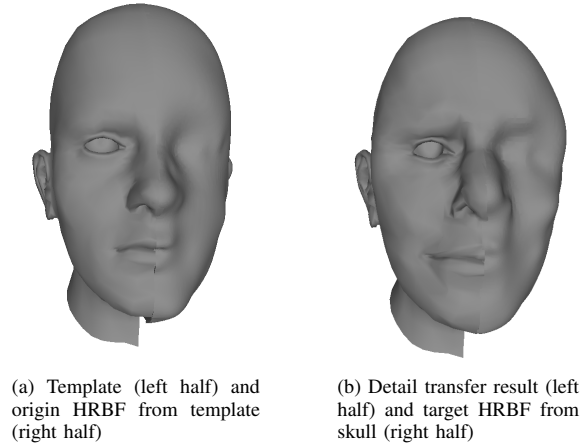 (a) Template (left half) and
origin HRBF from template
(right half)
(b) Detail transfer result (left
half) and target HRBF from
skull (right half)